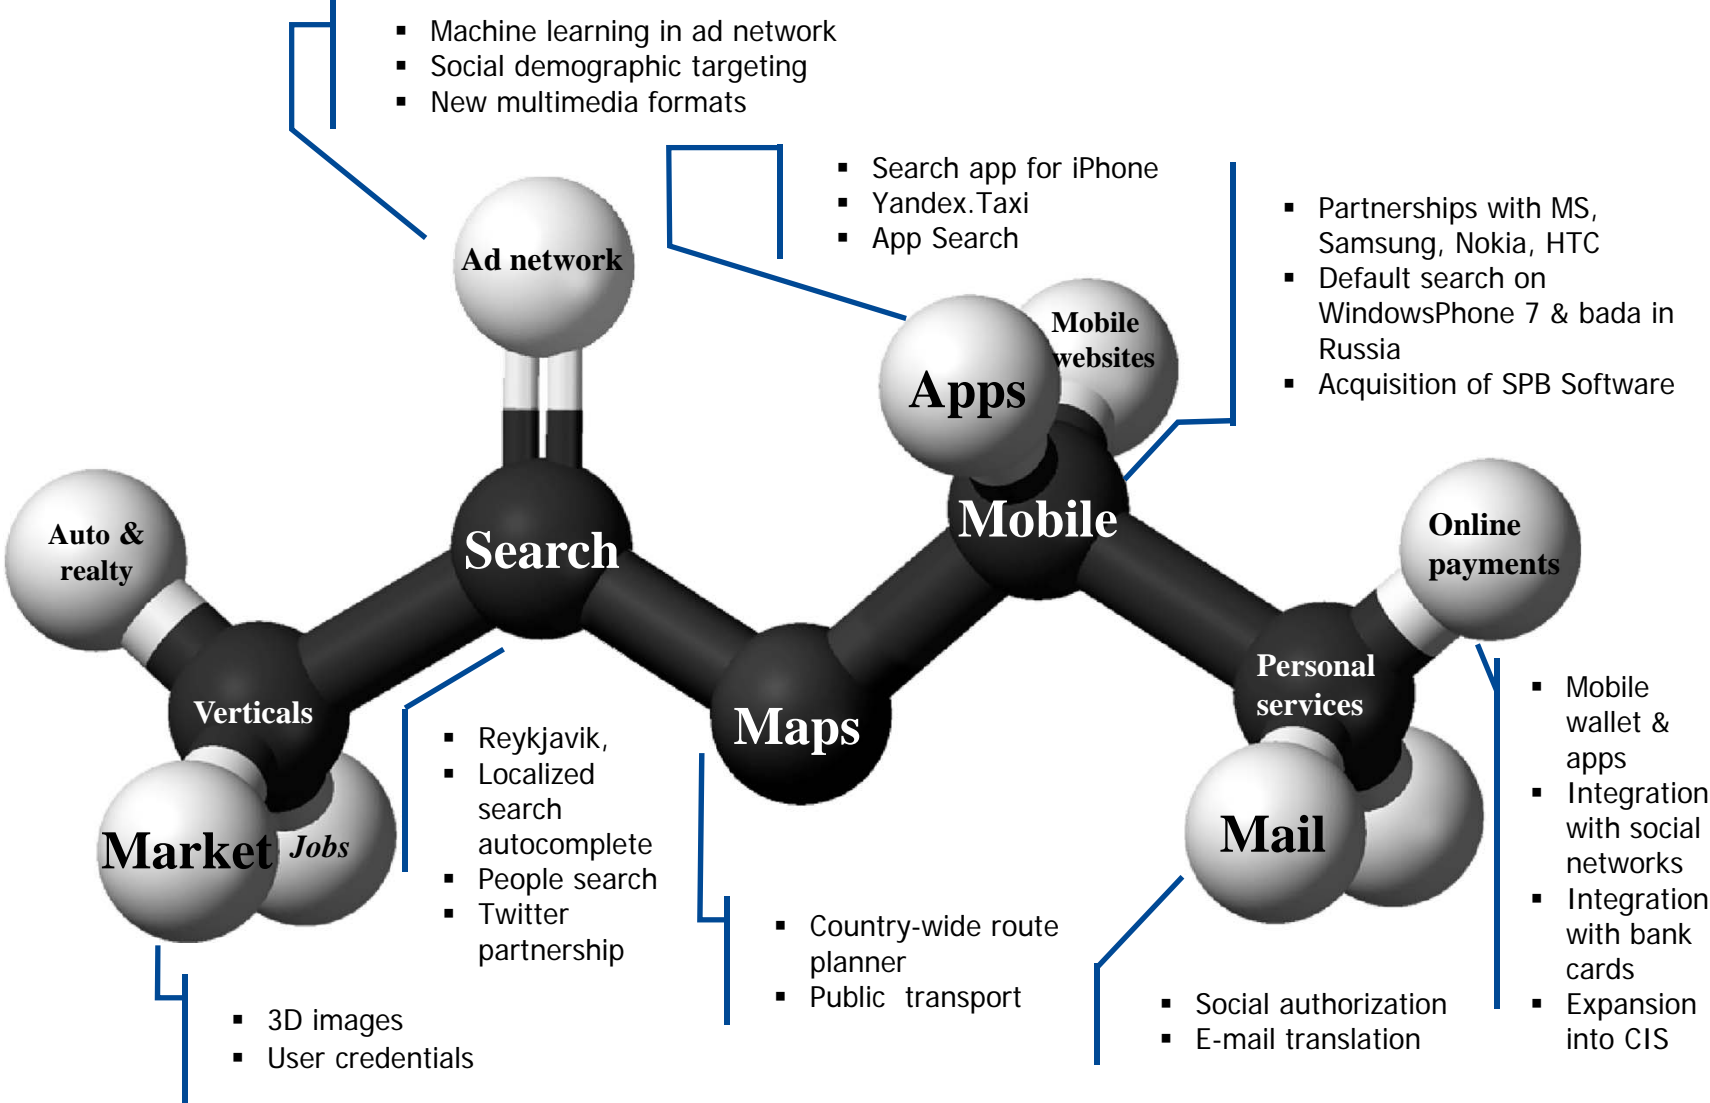 ▪ Machine learning in ad network
▪ Social demographic targeting
▪ New multimedia formats
▪ Search app for iPhone
▪ Yandex.Taxi
▪ App Search
▪ Partnerships with MS,
Samsung, Nokia, HTC
▪ Default search on
WindowsPhone 7 & bada in
Russia
▪ Acquisition of SPB Software
Ad network
Mobile
websites
Apps
Auto &
realty
Search
Mobile
Online
payments
Verticals
Maps
Personal
services
Market
Jobs
Mail
▪ Reykjavik,
▪ Localized
search
autocomplete
▪ People search
▪ Twitter
partnership
▪ Mobile
wallet &
apps
▪ Integration
with social
networks
▪ Integration
with bank
cards
▪ Expansion
into CIS
▪ Country-wide route
planner
▪ Public transport
▪ Social authorization
▪ E-mail translation
▪ 3D images
▪ User credentials